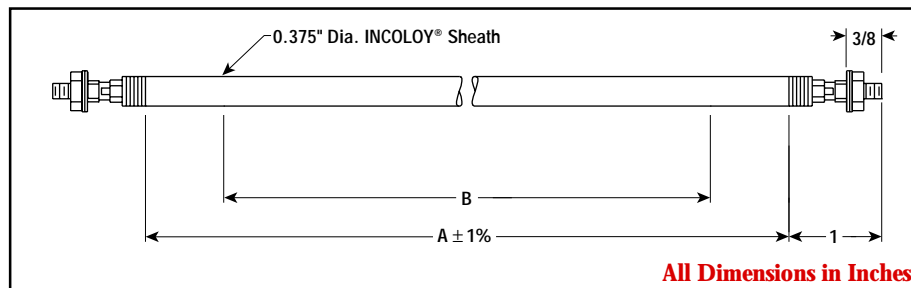 0.375" Dia. INCOLOY® Sheath
3/8
B
A ± 1%
1
All Dimensions in Inches